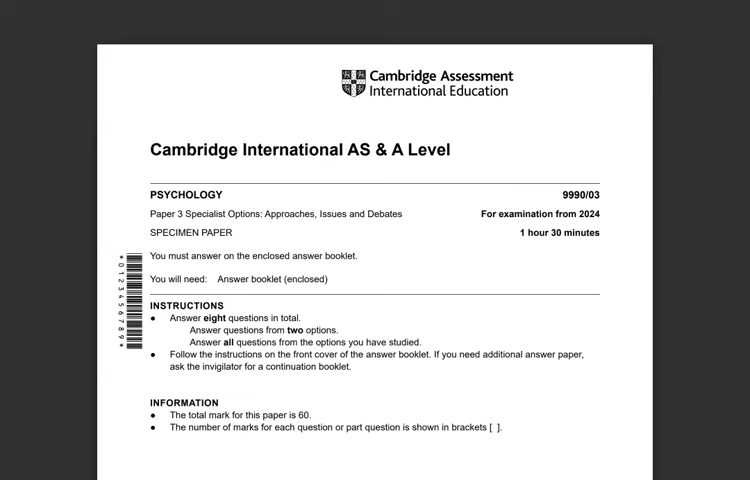 Cambridge Assessment
International Education
Cambridge International AS & A Level
PSYCHOLOGY 9990/03
Paper 3 Specialist Options: Approaches, Issues and Debates For examination from 2024
SPECIMEN PAPER 1 hour 30 minutes
You must answer on the enclosed answer booklet.
You will need: Answer booklet (enclosed)
*0123456789*
INSTRUCTIONS
● Answer eight questions in total.
Answer questions from two options.
Answer all questions from the options you have studied.
● Follow the instructions on the front cover of the answer booklet. If you need additional answer paper,
ask the invigilator for a continuation booklet.
INFORMATION
● The total mark for this paper is 60.
● The number of marks for each question or part question is shown in brackets [ ].